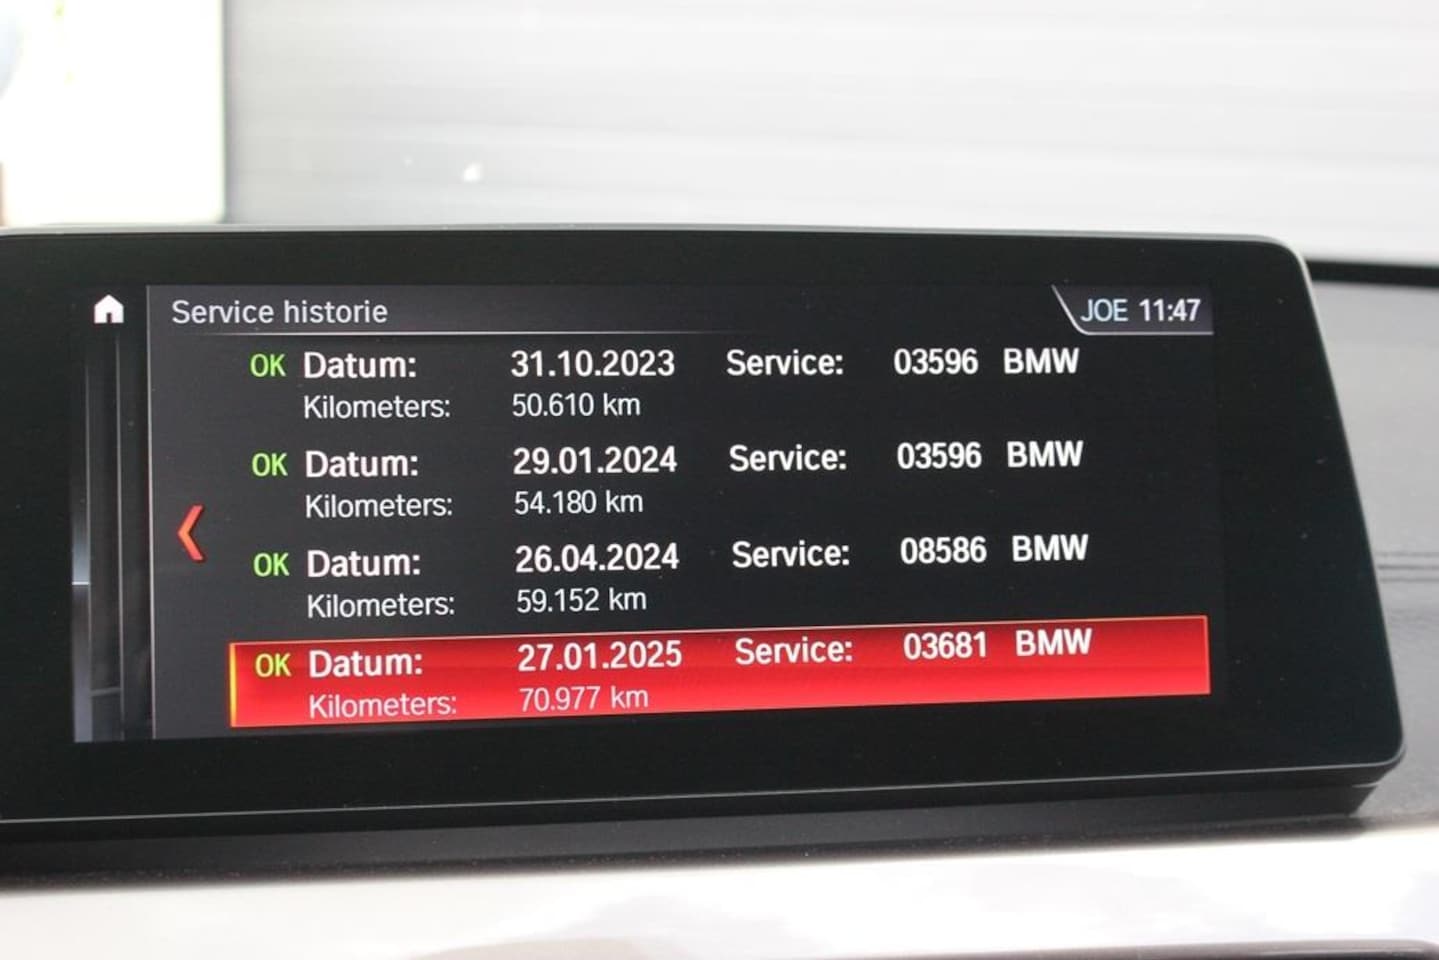 Service historie JOE 11:47
OK Datum: 31.10.2023 Service: 03596 BMW
Kilometers: 50.610 km
OK Datum: 29.01.2024 Service: 03596 BMW
Kilometers: 54.180 km
OK Datum: 26.04.2024 Service: 08586 BMW
Kilometers: 59.152 km
OK Datum: 27.01.2025 Service: 03681 BMW
Kilometers: 70.977 km